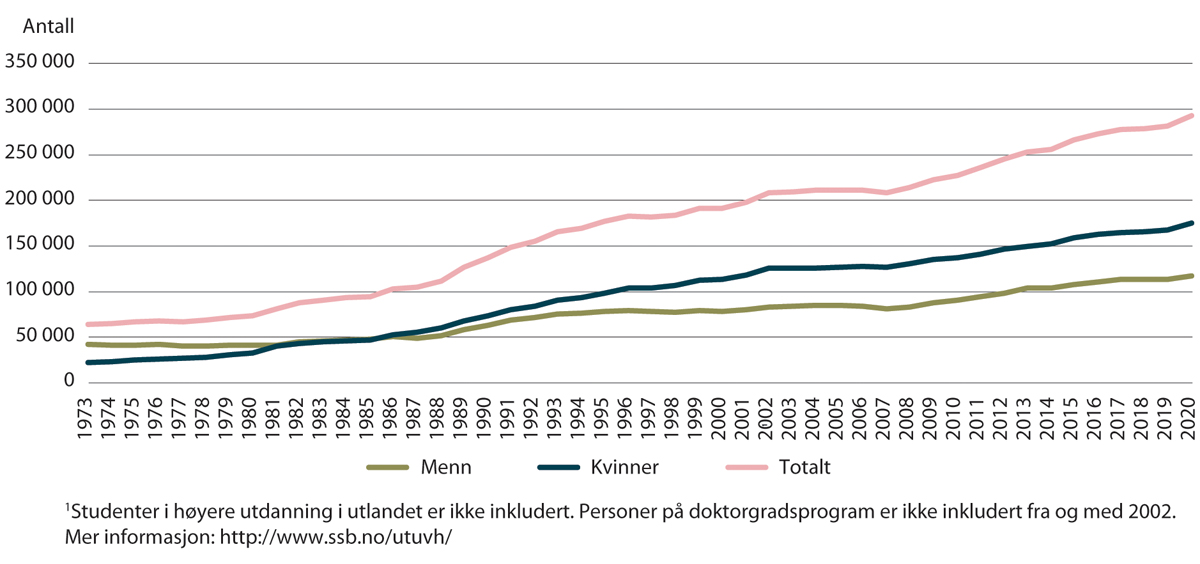 Antall
350 000
300 000
250 000
200 000
150 000
100 000
50 000
0
1973 1974 1975 1976 1977 1978 1979 1980 1981 1982 1983 1984 1985 1986 1987 1988 1989 1990 1991 1992 1993 1994 1995 1996 1997 1998 1999 2000 2001 2002 2003 2004 2005 2006 2007 2008 2009 2010 2011 2012 2013 2014 2015 2016 2017 2018 2019 2020
Menn Kvinner Totalt
¹Studenter i høyere utdanning i utlandet er ikke inkludert. Personer på doktorgradsprogram er ikke inkludert fra og med 2002.
Mer informasjon: http://www.ssb.no/utuvh/